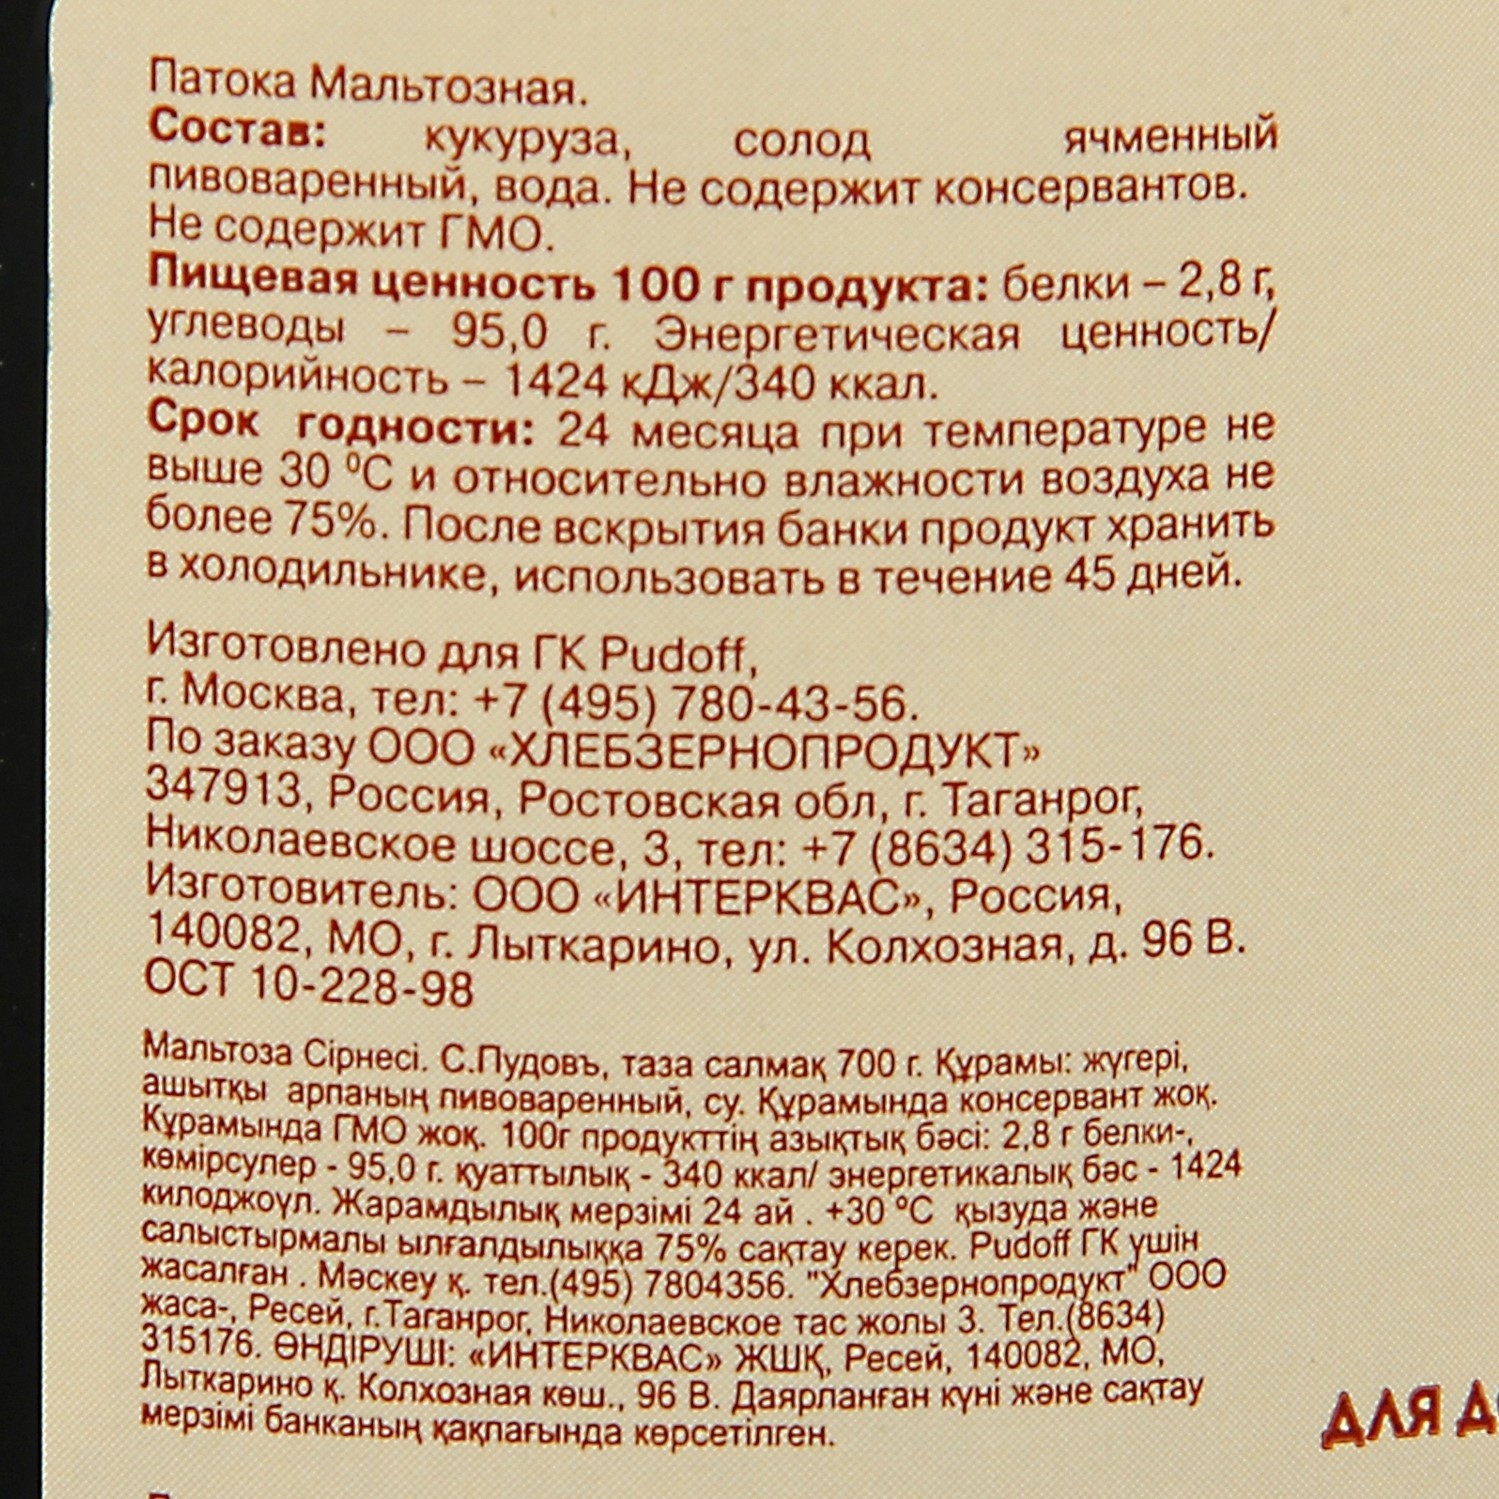 Патока Мальтозная.
Состав: кукуруза, солод ячменный
пивоваренный, вода. Не содержит консервантов.
Не содержит ГМО.
Пищевая ценность 100 г продукта: белки – 2,8 г,
углеводы – 95,0 г. Энергетическая ценность/
калорийность – 1424 кДж/340 ккал.
Срок годности: 24 месяца при температуре не
выше 30 ⁰С и относительно влажности воздуха не
более 75%. После вскрытия банки продукт хранить
в холодильнике, использовать в течение 45 дней.
Изготовлено для ГК Pudoff,
г. Москва, тел: +7 (495) 780-43-56.
По заказу ООО «ХЛЕБЗЕРНОПРОДУКТ»
347913, Россия, Ростовская обл, г. Таганрог,
Николаевское шоссе, 3, тел: +7 (8634) 315-176.
Изготовитель: ООО «ИНТЕРКВАС», Россия,
140082, МО, г. Лыткарино, ул. Колхозная, д. 96 В.
ОСТ 10-228-98
Мальтоза Сірнесі. С.Пудовъ, таза салмақ 700 г. Құрамы: жүгері,
ашытқы арпаның пивоваренный, су. Құрамында консервант жоқ.
Құрамында ГМО жоқ. 100г продукттің азықтық бәсі: 2,8 г белки-,
көмірсулер - 95,0 г. қуаттылық - 340 ккал/ энергетикалық бәс - 1424
килоджоүл. Жарамдылық мерзімі 24 ай . +30 ⁰С қызуда және
салыстырмалы ылғалдылыққа 75% сақтау керек. Pudoff ГК үшін
жасалған . Мәскеу қ. тел.(495) 7804356. "Хлебзернопродукт" ООО
жаса-, Ресей, г.Таганрог, Николаевское тас жолы 3. Тел.(8634)
315176. ӨНДІРУШІ: «ИНТЕРКВАС» ЖШҚ, Ресей, 140082, МО,
Лыткарино қ. Колхозная көш., 96 В. Даярланған күні және сақтау
мерзімі банканың қақпағында көрсетілген.
ДЛЯ